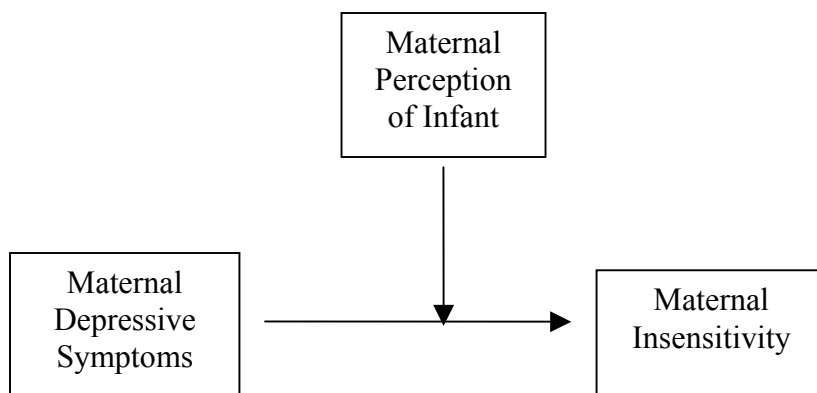 Maternal
Perception
of Infant
Maternal
Depressive
Symptoms
Maternal
Insensitivity